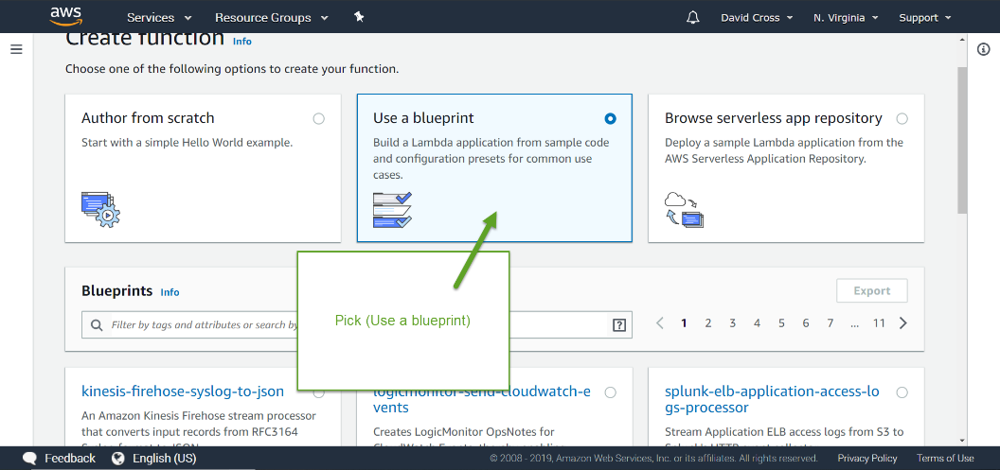 aws
Services
Resource Groups
David Cross
N. Virginia
Support
Create function Info
Choose one of the following options to create your function.
Author from scratch
Start with a simple Hello World example.
Use a blueprint
Build a Lambda application from sample code
and configuration presets for common use
cases.
Browse serverless app repository
Deploy a sample Lambda application from the
AWS Serverless Application Repository.
Blueprints Info
Export
Filter by tags and attributes or search by
?
1 2 3 4 5 6 7 ... 11
Pick (Use a blueprint)
kinesis-firehose-syslog-to-json
An Amazon Kinesis Firehose stream processor
that converts input records from RFC3164
Syslog format to JSON.
logicmonitor-send-cloudwatch-e
vents
Creates LogicMonitor OpsNotes for
splunk-elb-application-access-lo
gs-processor
Stream Application ELB access logs from S3 to
Feedback
English (US)
© 2008 - 2019, Amazon Web Services, Inc. or its affiliates. All rights reserved.
Privacy Policy
Terms of Use